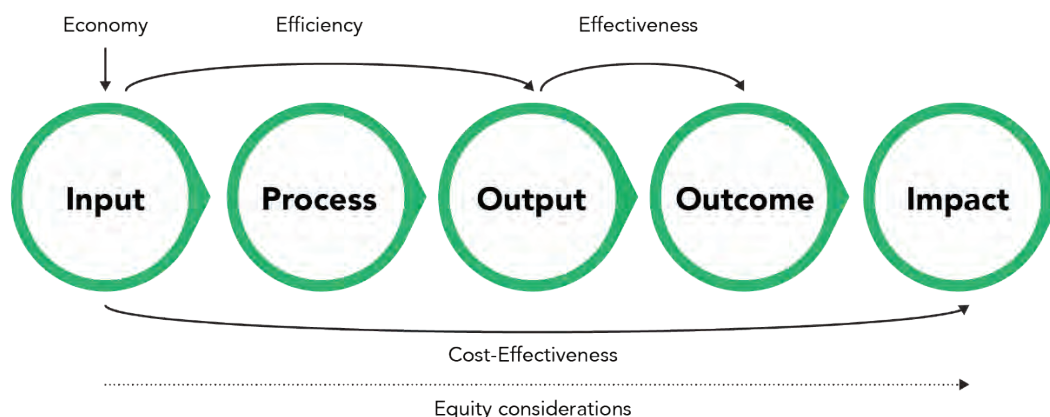 Economy
Efficiency
Effectiveness
Input
Process
Output
Outcome
Impact
Cost-Effectiveness
Equity considerations